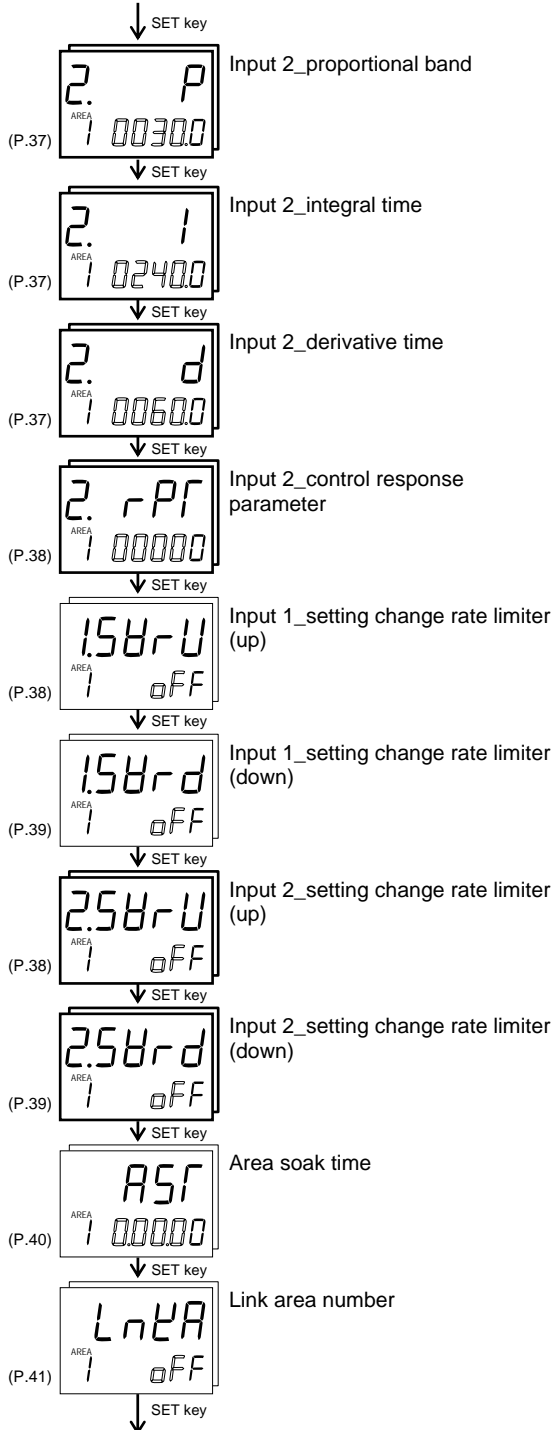 SET key
Input 2_proportional band
2. P
AREA
1 0030.0
(P.37)
SET key
Input 2_integral time
2. I
AREA
1 0240.0
(P.37)
SET key
Input 2_derivative time
2. d
AREA
1 0060.0
(P.37)
SET key
Input 2_control response
parameter
2. rPT
AREA
1 00000
(P.38)
SET key
Input 1_setting change rate limiter
(up)
1.SVrU
AREA
1 oFF
(P.38)
SET key
Input 1_setting change rate limiter
(down)
1.SVrd
AREA
1 oFF
(P.39)
SET key
Input 2_setting change rate limiter
(up)
2.SVrU
AREA
1 oFF
(P.38)
SET key
Input 2_setting change rate limiter
(down)
2.SVrd
AREA
1 oFF
(P.39)
SET key
Area soak time
AST
AREA
1 0.00.00
(P.40)
SET key
Link area number
LnKA
AREA
1 oFF
(P.41)
SET key